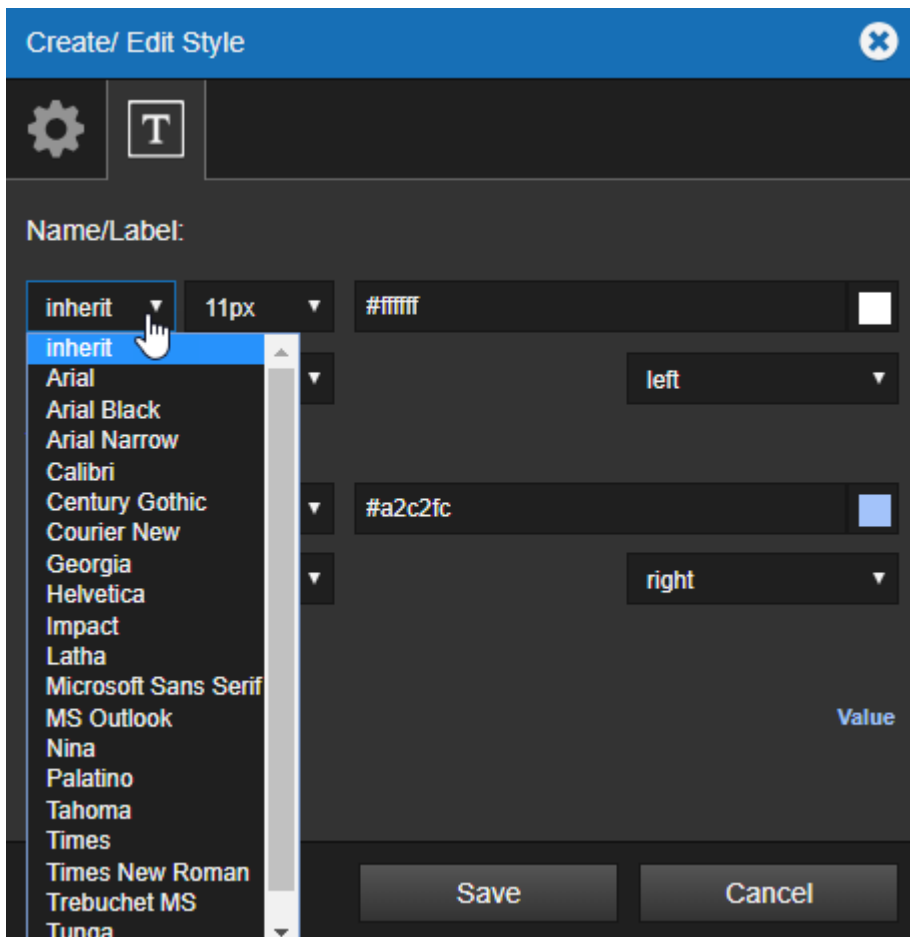 Create/ Edit Style
T
Name/Label:
inherit 11px #ffffff
inherit
Arial left
Arial Black
Arial Narrow
Calibri
Century Gothic #a2c2fc
Courier New
Georgia
Helvetica right
Impact
Latha
Microsoft Sans Serif
MS Outlook Value
Nina
Palatino
Tahoma
Times
Times New Roman
Trebuchet MS Save Cancel
Tunga